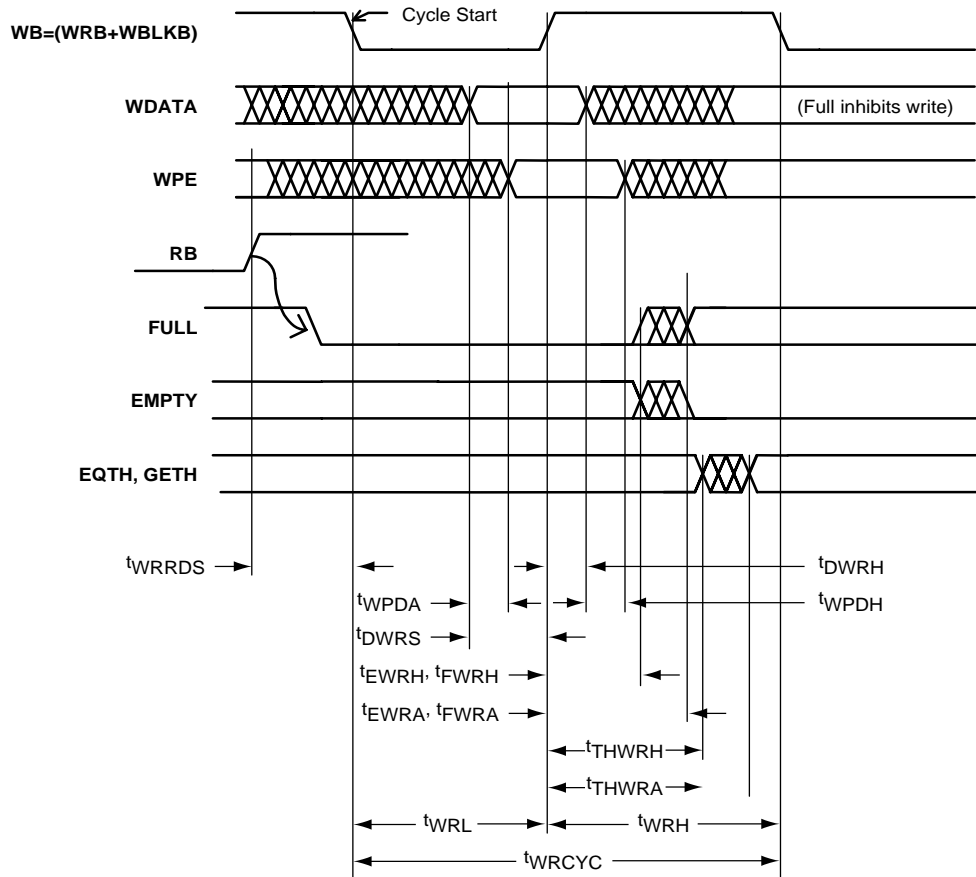 Cycle Start
WB=(WRB+WBLKB)
WDATA
(Full inhibits write)
WPE
RB
FULL
EMPTY
EQTH, GETH
tWRRDS
tDWRH
tWPDA
tWPDH
tDWRS
tEWRH, tFWRH
tEWRA, tFWRA
tTHWRH
tTHWRA
tWRL
tWRH
tWRCYC